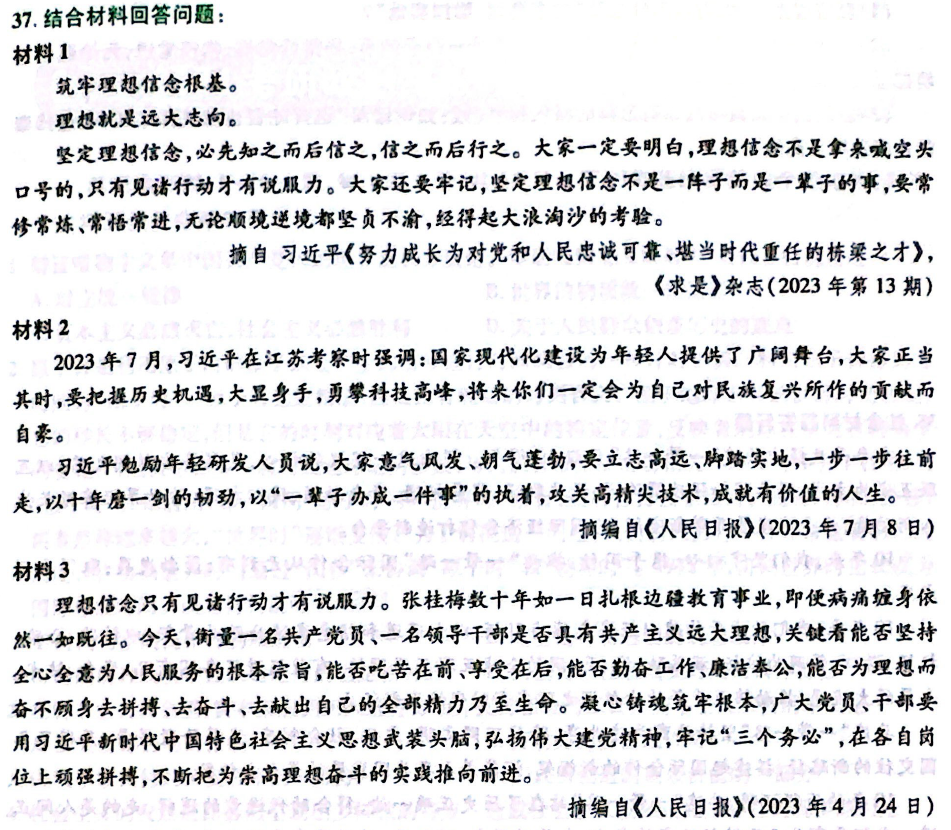 37. 结合材料回答问题：
材料1
筑牢理想信念根基。
理想就是远大志向。
坚定理想信念,必先知之而后信之,信之而后行之。大家一定要明白,理想信念不是拿来喊空头
口号的,只有见诸行动才有说服力。大家还要牢记,坚定理想信念不是一阵子而是一辈子的事,要常
修常炼、常悟常进,无论顺境逆境都坚贞不渝,经得起大浪淘沙的考验。
摘自习近平《努力成长为对党和人民忠诚可靠、堪当时代重任的栋梁之才》,
《求是》杂志(2023年第13期)
材料2
2023年7月,习近平在江苏考察时强调:国家现代化建设为年轻人提供了广阔舞台,大家正当
其时,要把握历史机遇,大显身手,勇攀科技高峰,将来你们一定会为自己对民族复兴所作的贡献而
自豪。
习近平勉励年轻研发人员说,大家意气风发、朝气蓬勃,要立志高远、脚踏实地,一步一步往前
走,以十年磨一剑的韧劲,以“一辈子办成一件事”的执着,攻关高精尖技术,成就有价值的人生。
摘编自《人民日报》(2023年7月8日)
材料3
理想信念只有见诸行动才有说服力。张桂梅数十年如一日扎根边疆教育事业,即便病痛缠身依
然一如既往。今天,衡量一名共产党员、一名领导干部是否具有共产主义远大理想,关键看能否坚持
全心全意为人民服务的根本宗旨,能否吃苦在前、享受在后,能否勤奋工作、廉洁奉公,能否为理想而
奋不顾身去拼搏、去奋斗、去献出自己的全部精力乃至生命。凝心铸魂筑牢根本,广大党员、干部要
用习近平新时代中国特色社会主义思想武装头脑,弘扬伟大建党精神,牢记“三个务必”,在各自岗
位上顽强拼搏,不断把为崇高理想奋斗的实践推向前进。
摘编自《人民日报》(2023年4月24日)